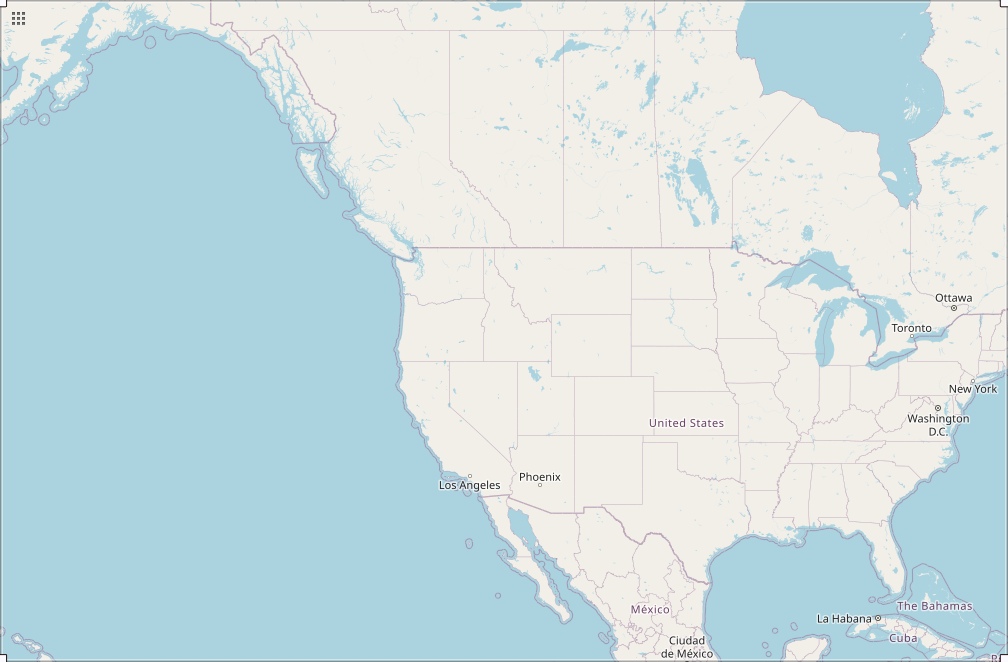 Ottawa
Toronto
New York
Washington
D.C.
United States
Phoenix
Los Angeles
The Bahamas
México
La Habana
Cuba
Ciudad
de México